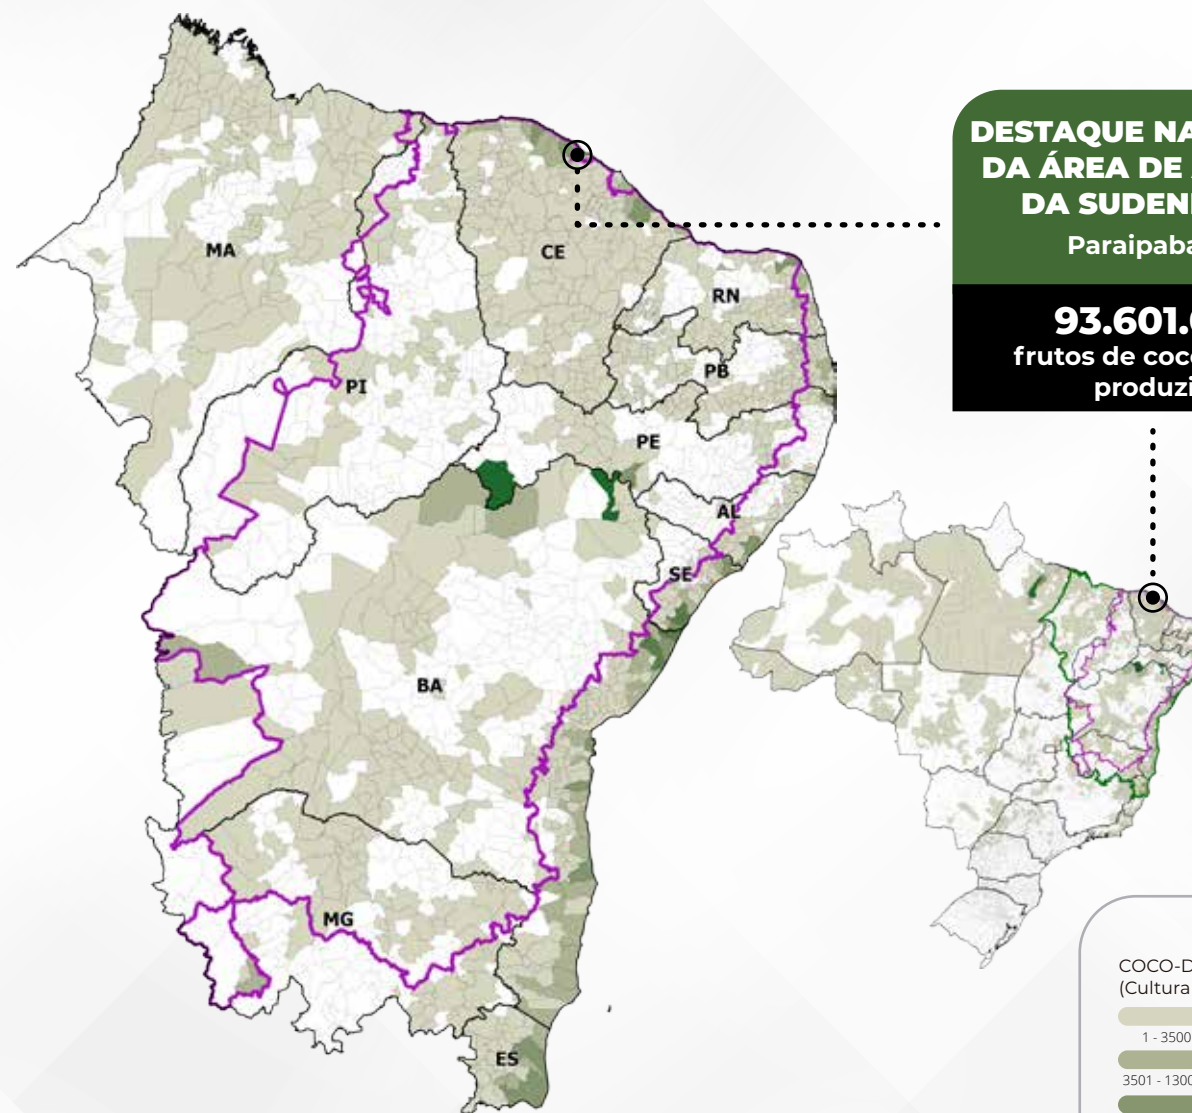 MA
CE
RN
PI
PB
PE
AL
SE
BA
MG
ES
DESTAQUE NA
DA ÁREA DE
DA SUDEN
Paraipaba
93.601.
frutos de coc
produzi
COCO-D
(Cultura
1 - 3500
3501 - 1300